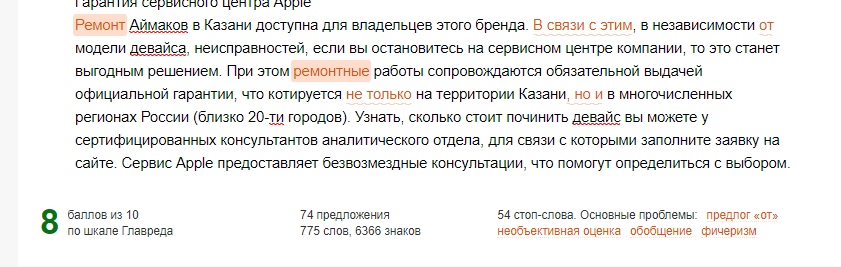 Гарантия сервисного центра Apple
Ремонт Аймаков в Казани доступна для владельцев этого бренда. В связи с этим, в независимости от
модели девайса, неисправностей, если вы остановитесь на сервисном центре компании, то это станет
выгодным решением. При этом ремонтные работы сопровождаются обязательной выдачей
официальной гарантии, что котируется не только на территории Казани, но и в многочисленных
регионах России (близко 20-ти городов). Узнать, сколько стоит починить девайс вы можете у
сертифицированных консультантов аналитического отдела, для связи с которыми заполните заявку на
сайте. Сервис Apple предоставляет безвозмездные консультации, что помогут определиться с выбором.
8 баллов из 10 74 предложения 54 стоп-слова. Основные проблемы: предлог «от»
по шкале Главреда 775 слов, 6366 знаков необъективная оценка обобщение фичеризм